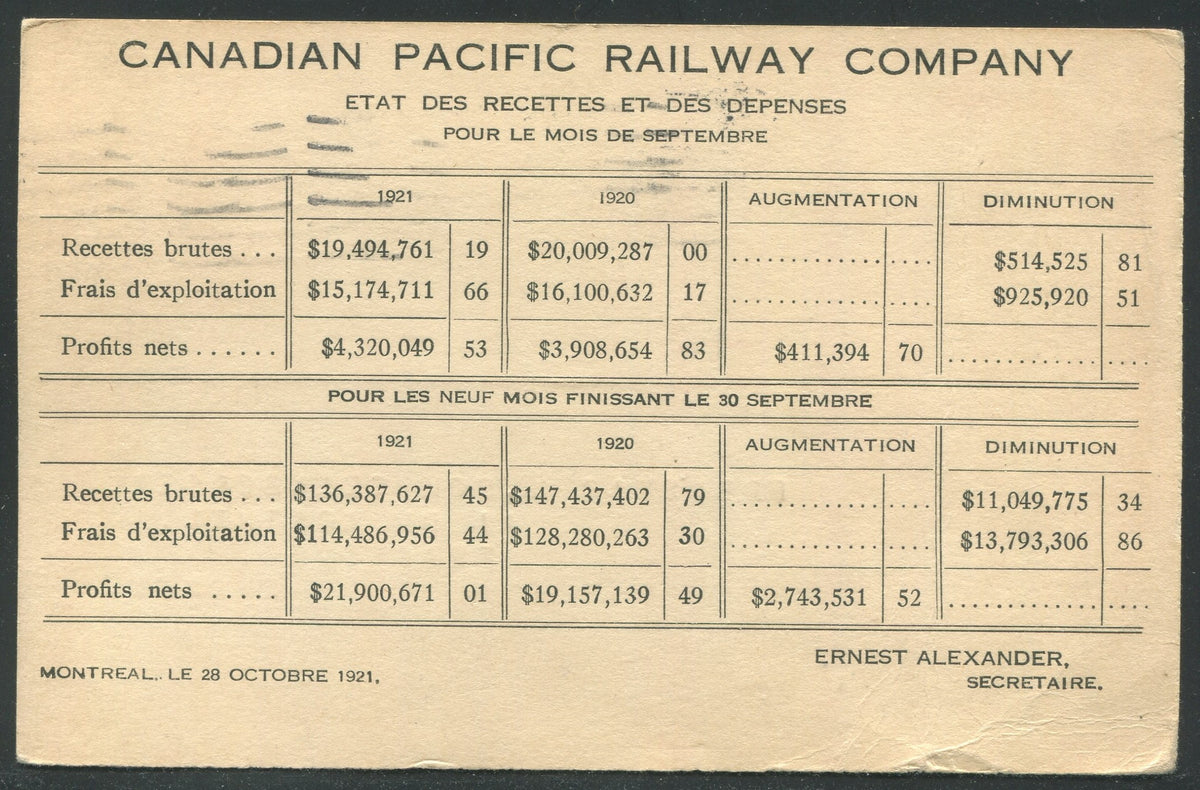 CANADIAN PACIFIC RAILWAY COMPANY
ETAT DES RECETTES ET DES DEPENSES
POUR LE MOIS DE SEPTEMBRE
1921 1920 AUGMENTATION DIMINUTION
Recettes brutes ... $19,494,761 19 $20,009,287 00 ............. .... $514,525 81
Frais d'exploitation $15,174,711 66 $16,100,632 17 ............. .... $925,920 51
Profits nets ...... $4,320,049 53 $3,908,654 83 $411,394 70 ............. ....
POUR LES NEUF MOIS FINISSANT LE 30 SEPTEMBRE
1921 1920 AUGMENTATION DIMINUTION
Recettes brutes ... $136,387,627 45 $147,437,402 79 ............. .... $11,049,775 34
Frais d'exploitation $114,486,956 44 $128,280,263 30 ............. .... $13,793,306 86
Profits nets ..... $21,900,671 01 $19,157,139 49 $2,743,531 52 ............. ....
MONTREAL, LE 28 OCTOBRE 1921,
ERNEST ALEXANDER,
SECRETAIRE.